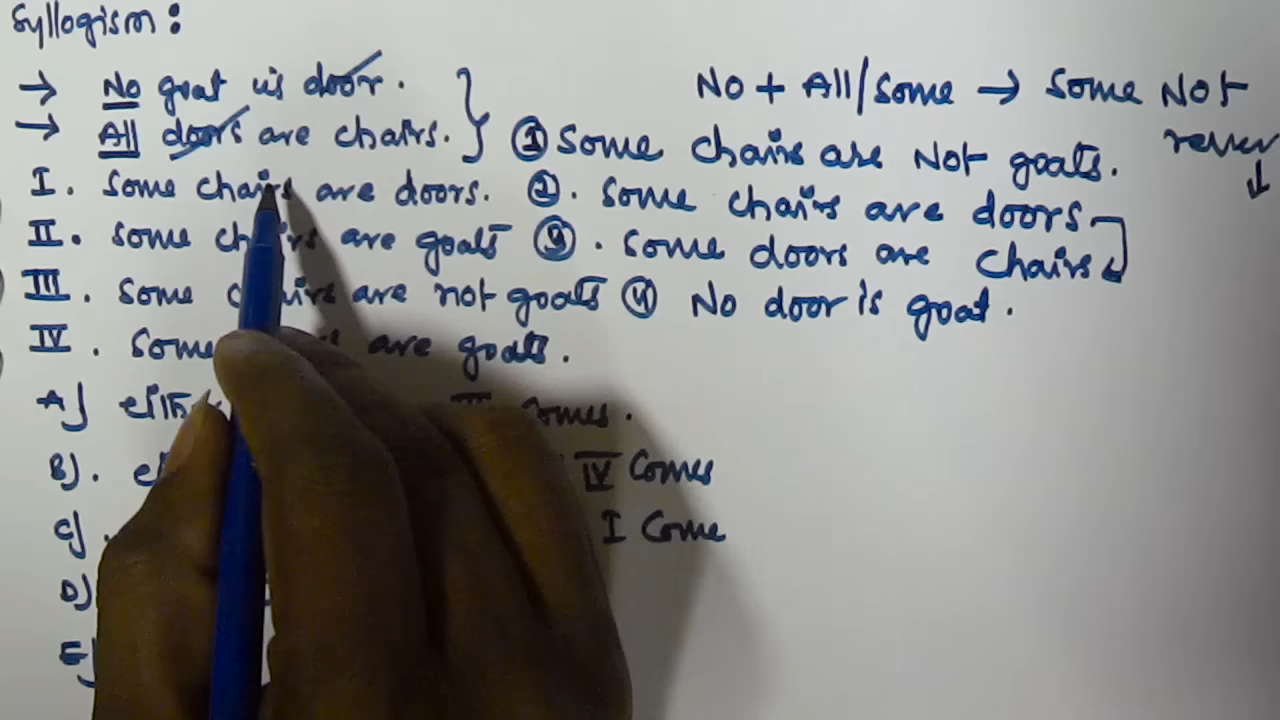 Syllogism:
→ No goat is door.
→ All doors are chairs.
No + All/Some → Some Not
① Some chairs are Not goats.
I. Some chairs are doors. ②. Some chairs are doors
II. Some are goats ③. Some doors are chairs
III. Some are not goats ④ No door is goat.
IV. Some are goats.
A) III comes.
B). IV Comes
C). I Come
D)
E)